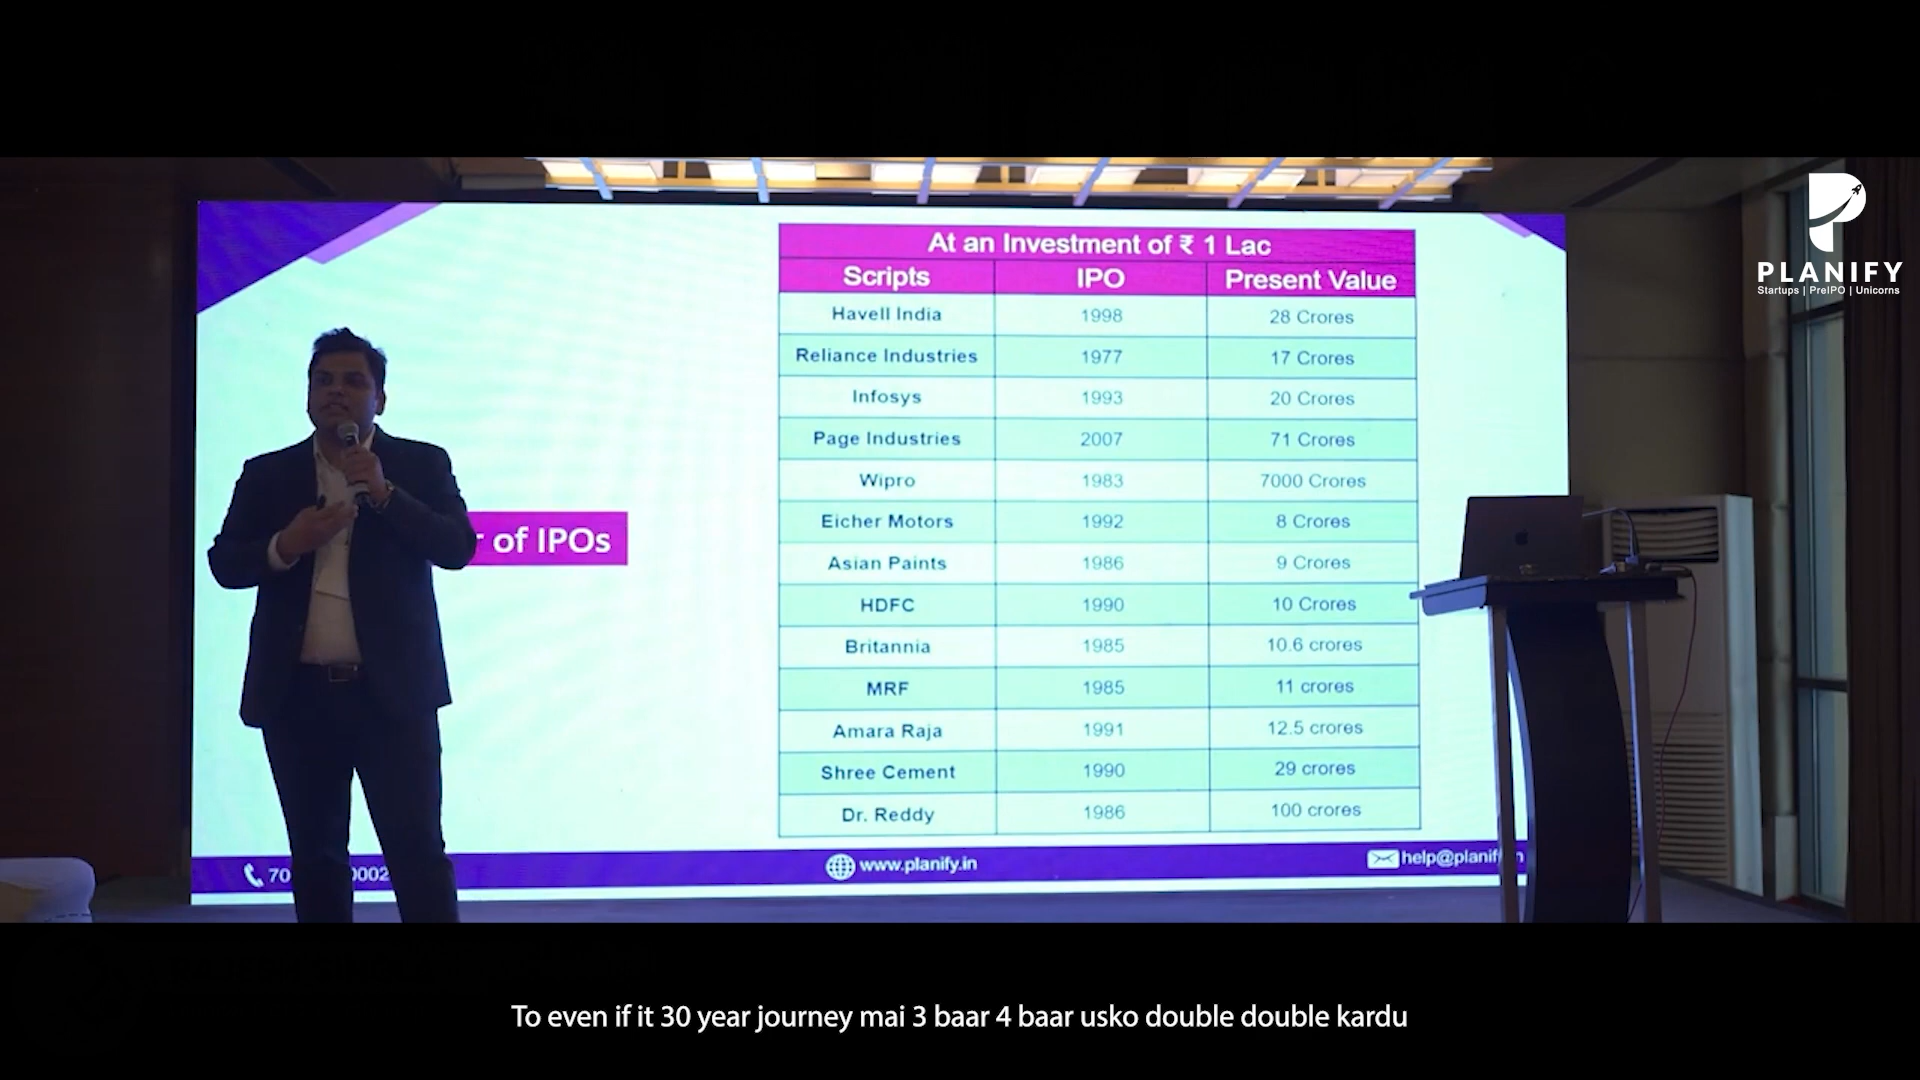 PLANIFY
Startups | PreIPO | Unicorns
At an Investment of ₹ 1 Lac
Scripts IPO Present Value
Havell India 1998 28 Crores
Reliance Industries 1977 17 Crores
Infosys 1993 20 Crores
Page Industries 2007 71 Crores
Wipro 1983 7000 Crores
Eicher Motors 1992 8 Crores
Asian Paints 1986 9 Crores
HDFC 1990 10 Crores
Britannia 1985 10.6 crores
MRF 1985 11 crores
Amara Raja 1991 12.5 crores
Shree Cement 1990 29 crores
Dr. Reddy 1986 100 crores
of IPOs
www.planify.in
To even if it 30 year journey mai 3 baar 4 baar usko double double kardu